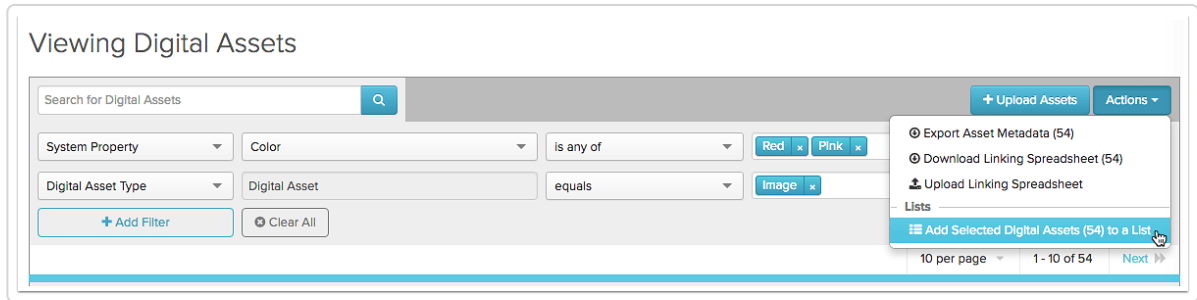 Viewing Digital Assets
Search for Digital Assets
+ Upload Assets
Actions
System Property
Color
is any of
Red x
Pink x
Export Asset Metadata (54)
Download Linking Spreadsheet (54)
Digital Asset Type
Digital Asset
equals
Image x
Upload Linking Spreadsheet
Lists
+ Add Filter
Clear All
Add Selected Digital Assets (54) to a List
10 per page
1 - 10 of 54
Next